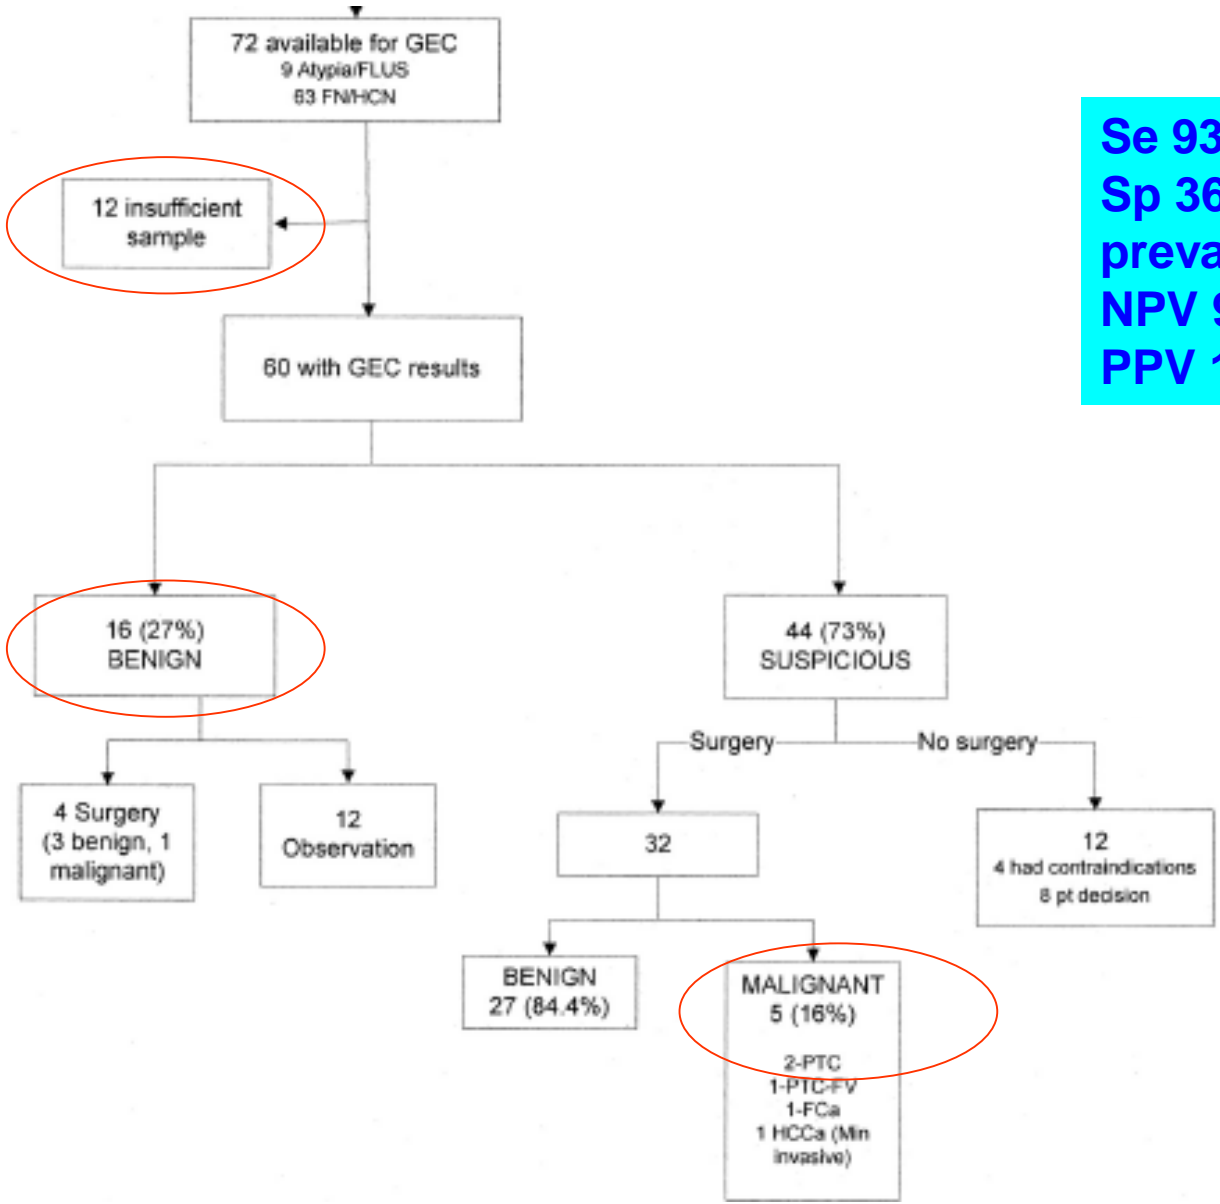 72 available for GEC
9 Atypia/FLUS
63 FN/HCN
Se 93
Sp 36
preva
NPV 9
PPV 1
12 insufficient
sample
60 with GEC results
16 (27%)
BENIGN
44 (73%)
SUSPICIOUS
Surgery
No surgery
4 Surgery
(3 benign, 1
malignant)
12
Observation
32
12
4 had contraindications
8 pt decision
BENIGN
27 (84.4%)
MALIGNANT
5 (16%)
2-PTC
1-PTC-FV
1-FCa
1 HCCa (Min
invasive)